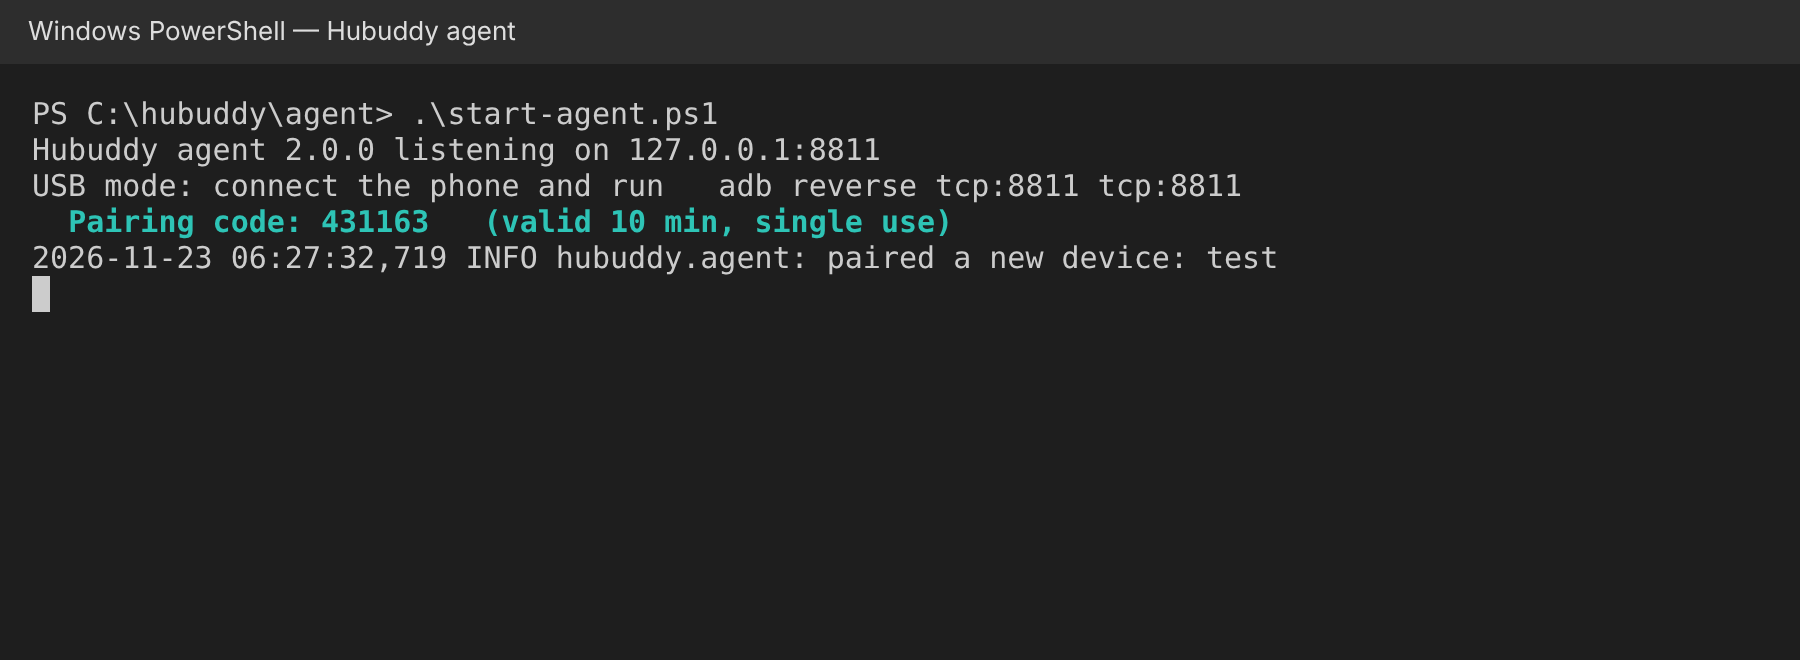 Windows PowerShell — Hubuddy agent
PS C:\hubuddy\agent> .\start-agent.ps1
Hubuddy agent 2.0.0 listening on 127.0.0.1:8811
USB mode: connect the phone and run   adb reverse tcp:8811 tcp:8811
  Pairing code: 431163   (valid 10 min, single use)
2026-11-23 06:27:32,719 INFO hubuddy.agent: paired a new device: test